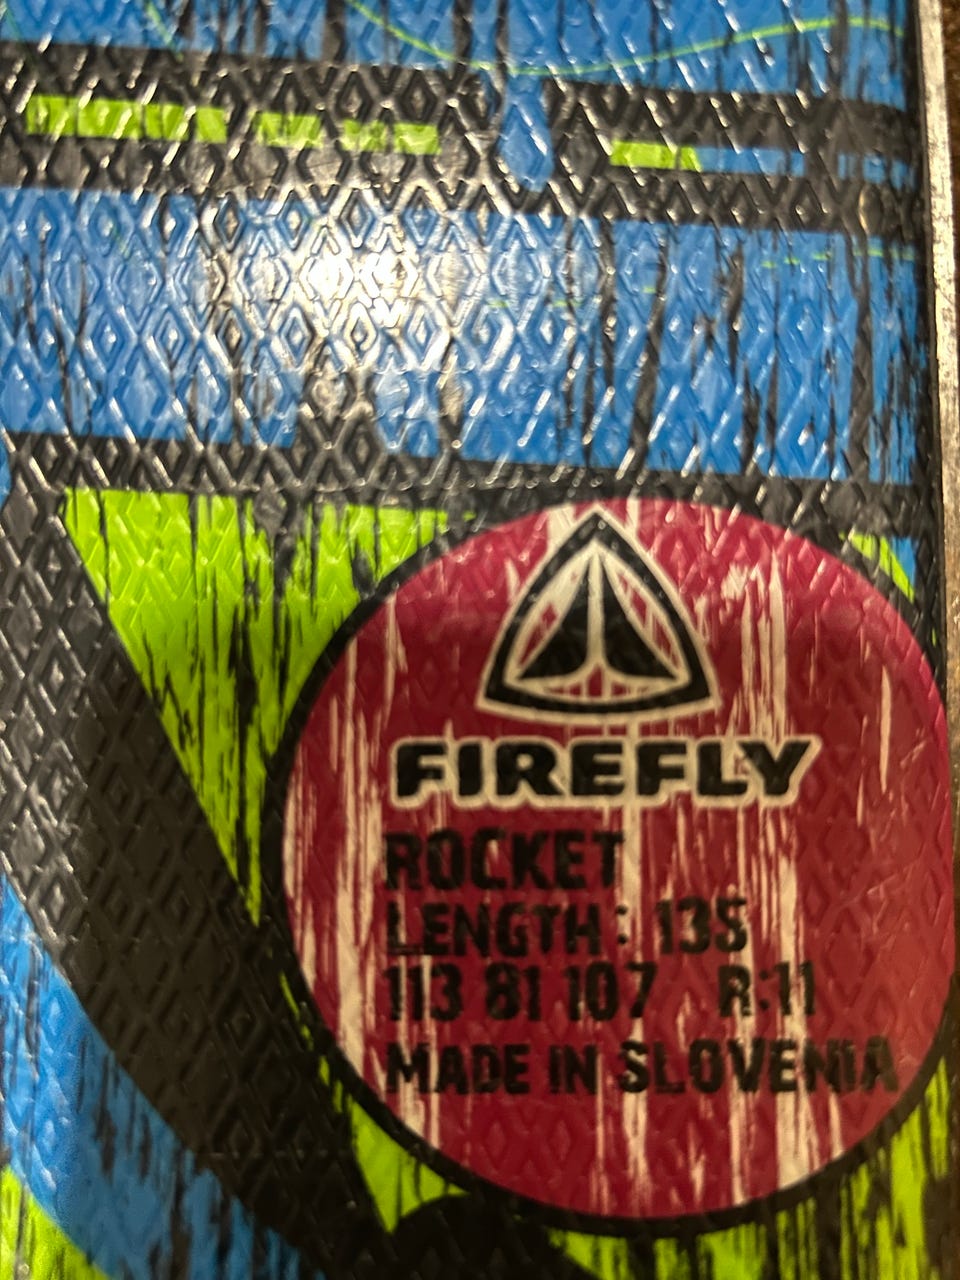 FIREFLY
ROCKET
LENGTH: 135
113 81 107 R:11
MADE IN SLOVENIA